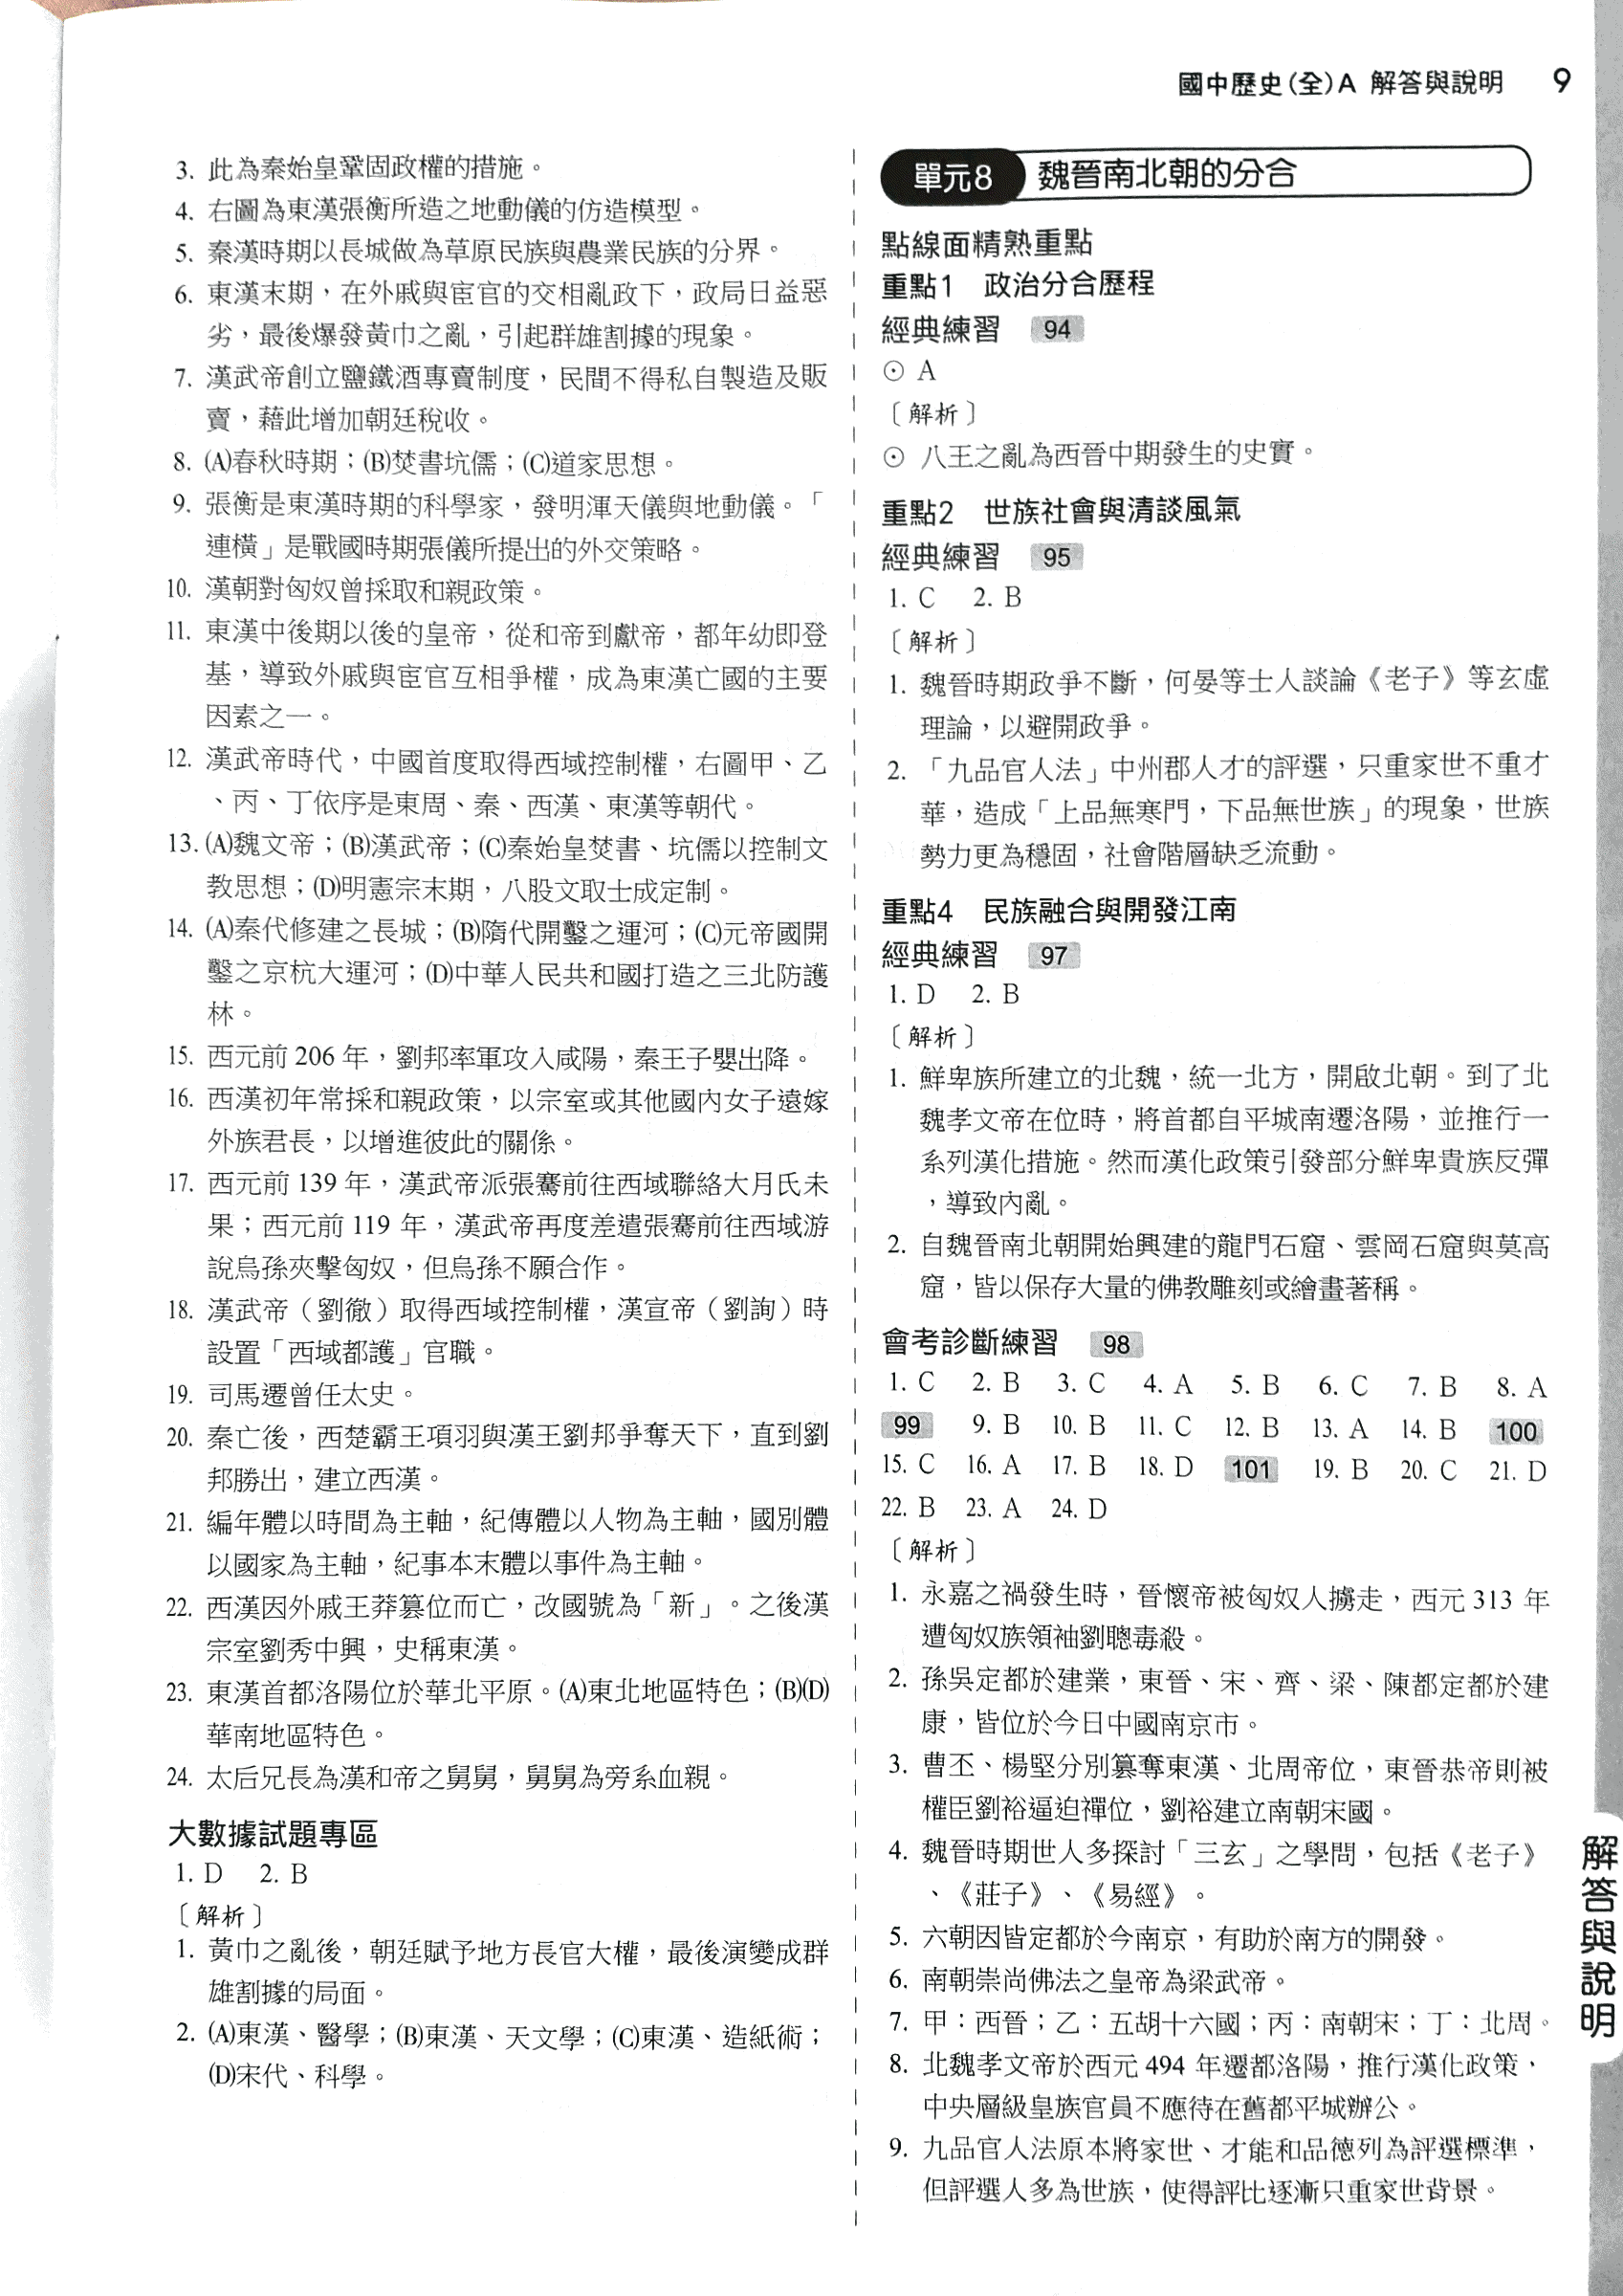 國中歷史(全)A 解答與說明 9
3. 此為秦始皇鞏固政權的措施。
4. 右圖為東漢張衡所造之地動儀的仿造模型。
5. 秦漢時期以長城做為草原民族與農業民族的分界。
6. 東漢末期，在外戚與宦官的交相亂政下，政局日益惡
劣，最後爆發黃巾之亂，引起群雄割據的現象。
7. 漢武帝創立鹽鐵酒專賣制度，民間不得私自製造及販
賣，藉此增加朝廷稅收。
8. (A)春秋時期；(B)焚書坑儒；(C)道家思想。
9. 張衡是東漢時期的科學家，發明渾天儀與地動儀。「
連橫」是戰國時期張儀所提出的外交策略。
10. 漢朝對匈奴曾採取和親政策。
11. 東漢中後期以後的皇帝，從和帝到獻帝，都年幼即登
基，導致外戚與宦官互相爭權，成為東漢亡國的主要
因素之一。
12. 漢武帝時代，中國首度取得西域控制權，右圖甲、乙
、丙、丁依序是東周、秦、西漢、東漢等朝代。
13. (A)魏文帝；(B)漢武帝；(C)秦始皇焚書、坑儒以控制文
教思想；(D)明憲宗末期，八股文取士成定制。
14. (A)秦代修建之長城；(B)隋代開鑿之運河；(C)元帝國開
鑿之京杭大運河；(D)中華人民共和國打造之三北防護
林。
15. 西元前 206 年，劉邦率軍攻入咸陽，秦王子嬰出降。
16. 西漢初年常採和親政策，以宗室或其他國內女子遠嫁
外族君長，以增進彼此的關係。
17. 西元前 139 年，漢武帝派張騫前往西域聯絡大月氏未
果；西元前 119 年，漢武帝再度差遣張騫前往西域游
說烏孫夾擊匈奴，但烏孫不願合作。
18. 漢武帝（劉徹）取得西域控制權，漢宣帝（劉詢）時
設置「西域都護」官職。
19. 司馬遷曾任太史。
20. 秦亡後，西楚霸王項羽與漢王劉邦爭奪天下，直到劉
邦勝出，建立西漢。
21. 編年體以時間為主軸，紀傳體以人物為主軸，國別體
以國家為主軸，紀事本末體以事件為主軸。
22. 西漢因外戚王莽篡位而亡，改國號為「新」。之後漢
宗室劉秀中興，史稱東漢。
23. 東漢首都洛陽位於華北平原。(A)東北地區特色；(B)(D)
華南地區特色。
24. 太后兄長為漢和帝之舅舅，舅舅為旁系血親。
大數據試題專區
1. D 2. B
〔解析〕
1. 黃巾之亂後，朝廷賦予地方長官大權，最後演變成群
雄割據的局面。
2. (A)東漢、醫學；(B)東漢、天文學；(C)東漢、造紙術；
(D)宋代、科學。
單元8 魏晉南北朝的分合
點線面精熟重點
重點1 政治分合歷程
經典練習 94
⊙ A
〔解析〕
⊙ 八王之亂為西晉中期發生的史實。
重點2 世族社會與清談風氣
經典練習 95
1. C 2. B
〔解析〕
1. 魏晉時期政爭不斷，何晏等士人談論《老子》等玄虛
理論，以避開政爭。
2. 「九品官人法」中州郡人才的評選，只重家世不重才
華，造成「上品無寒門，下品無世族」的現象，世族
勢力更為穩固，社會階層缺乏流動。
重點4 民族融合與開發江南
經典練習 97
1. D 2. B
〔解析〕
1. 鮮卑族所建立的北魏，統一北方，開啟北朝。到了北
魏孝文帝在位時，將首都自平城南遷洛陽，並推行一
系列漢化措施。然而漢化政策引發部分鮮卑貴族反彈
，導致內亂。
2. 自魏晉南北朝開始興建的龍門石窟、雲岡石窟與莫高
窟，皆以保存大量的佛教雕刻或繪畫著稱。
會考診斷練習 98
1. C 2. B 3. C 4. A 5. B 6. C 7. B 8. A
99 9. B 10. B 11. C 12. B 13. A 14. B 100
15. C 16. A 17. B 18. D 101 19. B 20. C 21. D
22. B 23. A 24. D
〔解析〕
1. 永嘉之禍發生時，晉懷帝被匈奴人擄走，西元 313 年
遭匈奴族領袖劉聰毒殺。
2. 孫吳定都於建業，東晉、宋、齊、梁、陳都定都於建
康，皆位於今日中國南京市。
3. 曹丕、楊堅分別篡奪東漢、北周帝位，東晉恭帝則被
權臣劉裕逼迫禪位，劉裕建立南朝宋國。
4. 魏晉時期世人多探討「三玄」之學問，包括《老子》
、《莊子》、《易經》。
5. 六朝因皆定都於今南京，有助於南方的開發。
6. 南朝崇尚佛法之皇帝為梁武帝。
7. 甲：西晉；乙：五胡十六國；丙：南朝宋；丁：北周。
8. 北魏孝文帝於西元 494 年遷都洛陽，推行漢化政策，
中央層級皇族官員不應待在舊都平城辦公。
9. 九品官人法原本將家世、才能和品德列為評選標準，
但評選人多為世族，使得評比逐漸只重家世背景。
解答與說明